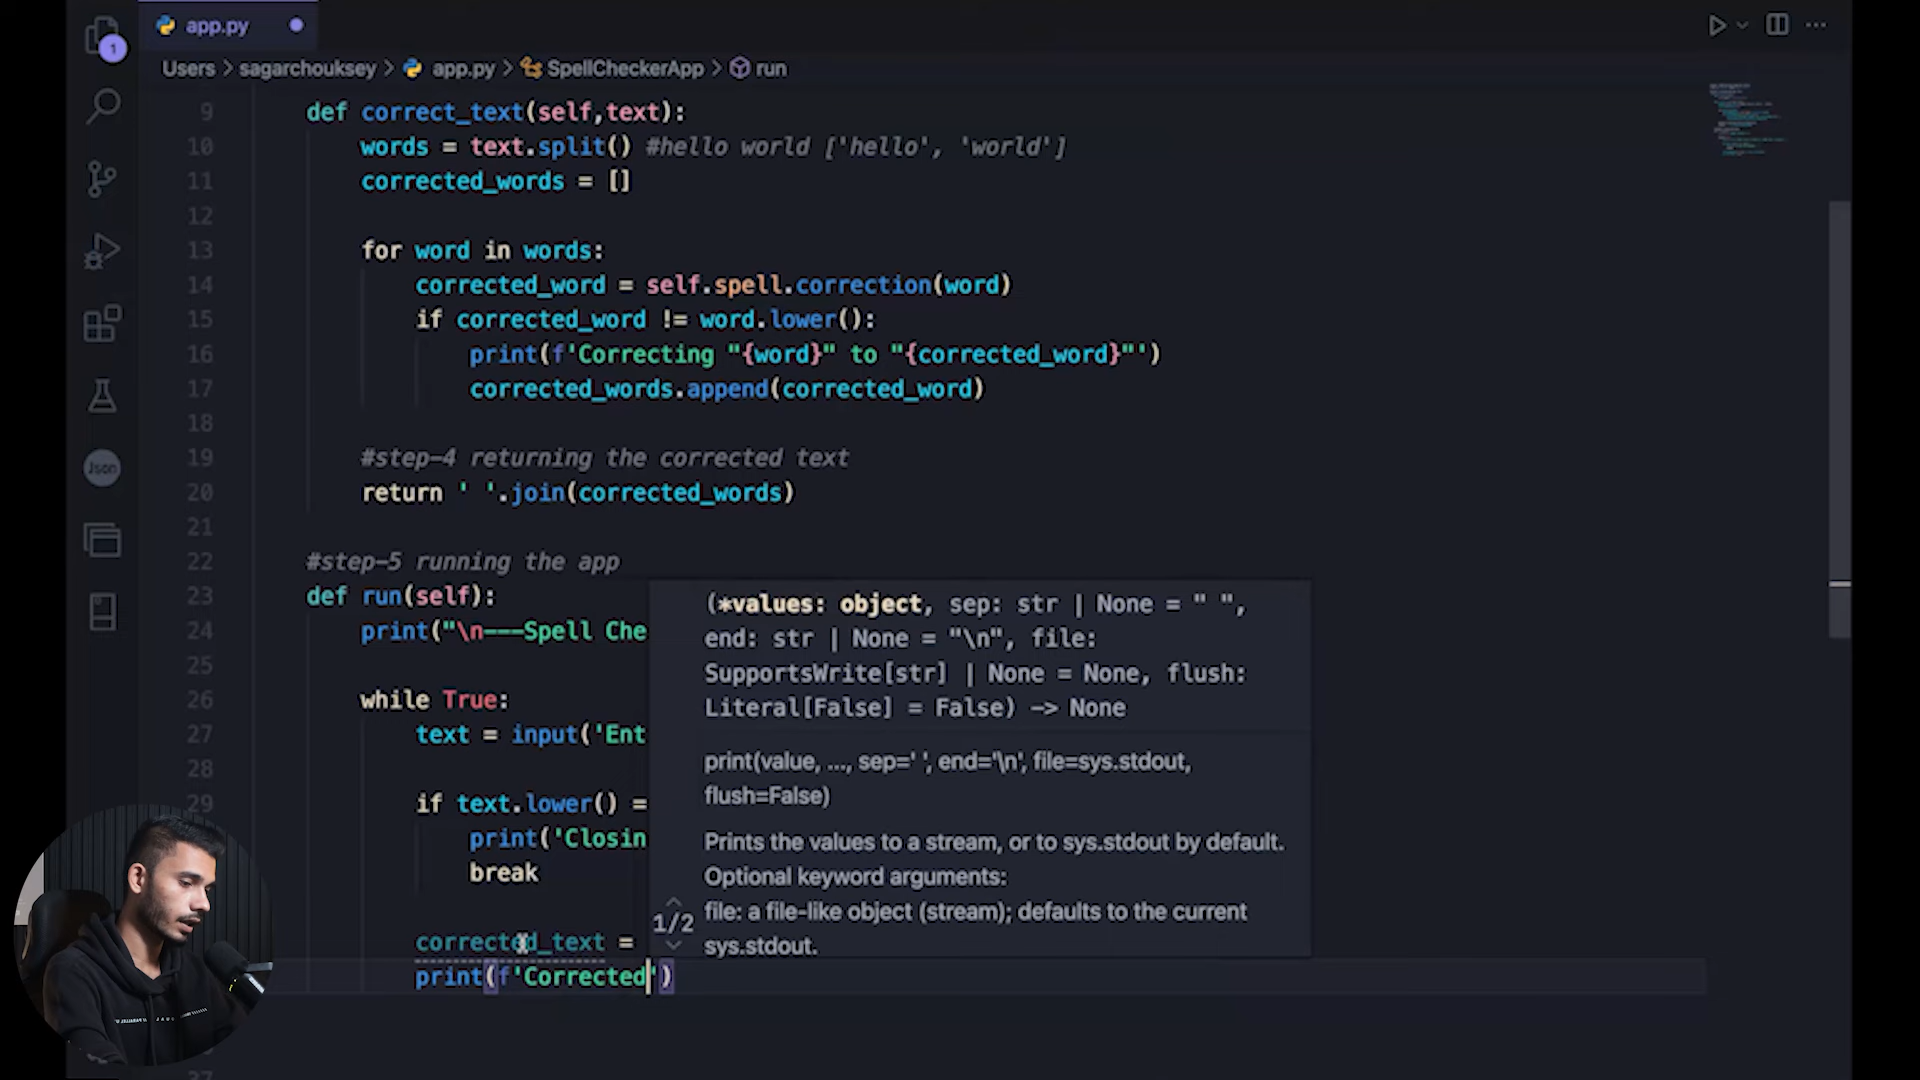 1
app.py
Users > sagarchouksey > app.py > SpellCheckerApp > run
9 def correct_text(self,text):
10 words = text.split() #hello world ['hello', 'world']
11 corrected_words = []
12
13 for word in words:
14 corrected_word = self.spell.correction(word)
15 if corrected_word != word.lower():
16 print(f'Correcting "{word}" to "{corrected_word}"')
17 corrected_words.append(corrected_word)
18
19 #step-4 returning the corrected text
20 return ' '.join(corrected_words)
21
22 #step-5 running the app
23 def run(self):
24 print("\n---Spell Che
25
26 while True:
27 text = input('Ent
28
29 if text.lower() =
print('Closin
break
corrected_text =
print(f'Corrected')
37
Json
(*values: object, sep: str | None = " ",
end: str | None = "\n", file:
SupportsWrite[str] | None = None, flush:
Literal[False] = False) -> None
print(value, ..., sep=' ', end='\n', file=sys.stdout,
flush=False)
Prints the values to a stream, or to sys.stdout by default.
Optional keyword arguments:
file: a file-like object (stream); defaults to the current
sys.stdout.
1/2